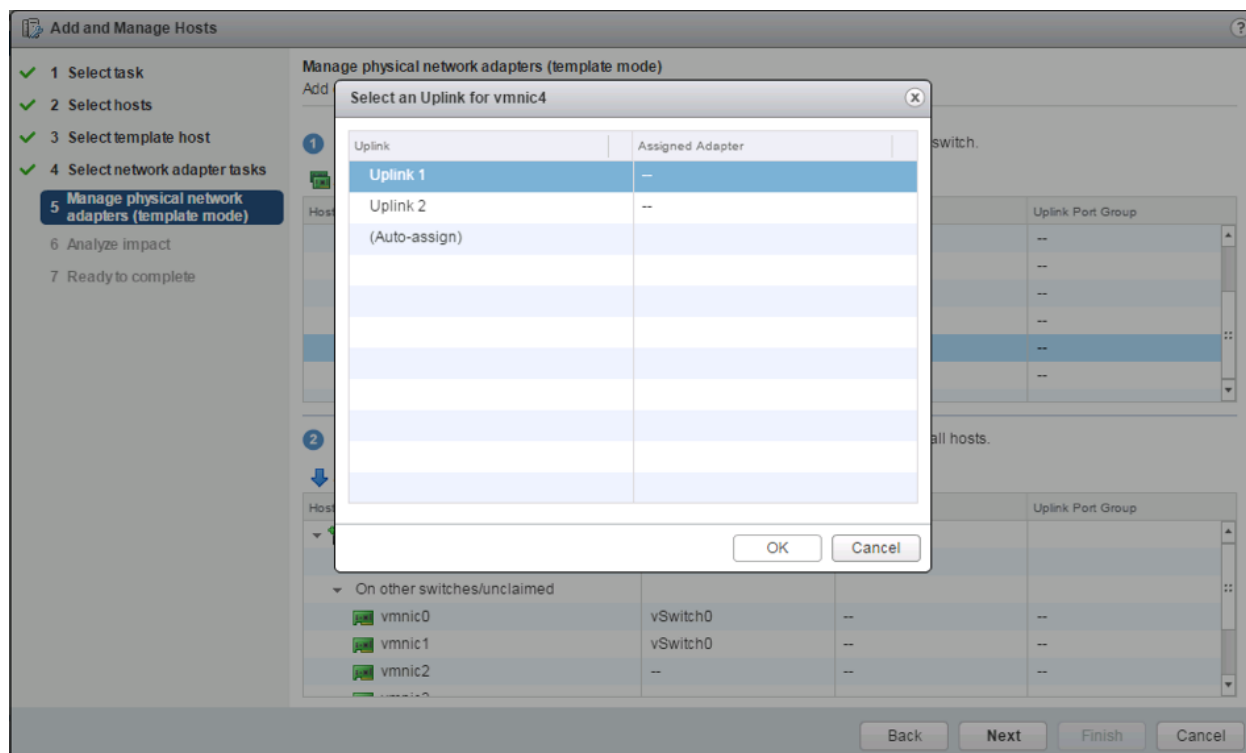 Add and Manage Hosts
?
1 Select task
2 Select hosts
3 Select template host
4 Select network adapter tasks
5 Manage physical network
adapters (template mode)
6 Analyze impact
7 Ready to complete
Manage physical network adapters (template mode)
Add
Select an Uplink for vmnic4
Uplink Assigned Adapter
Uplink 1 --
Uplink 2 --
(Auto-assign)
OK Cancel
1 switch.
Host Uplink Port Group
--
--
--
--
--
--
2 all hosts.
Host Uplink Port Group
On other switches/unclaimed
vmnic0 vSwitch0 -- --
vmnic1 vSwitch0 -- --
vmnic2 -- -- --
Back Next Finish Cancel